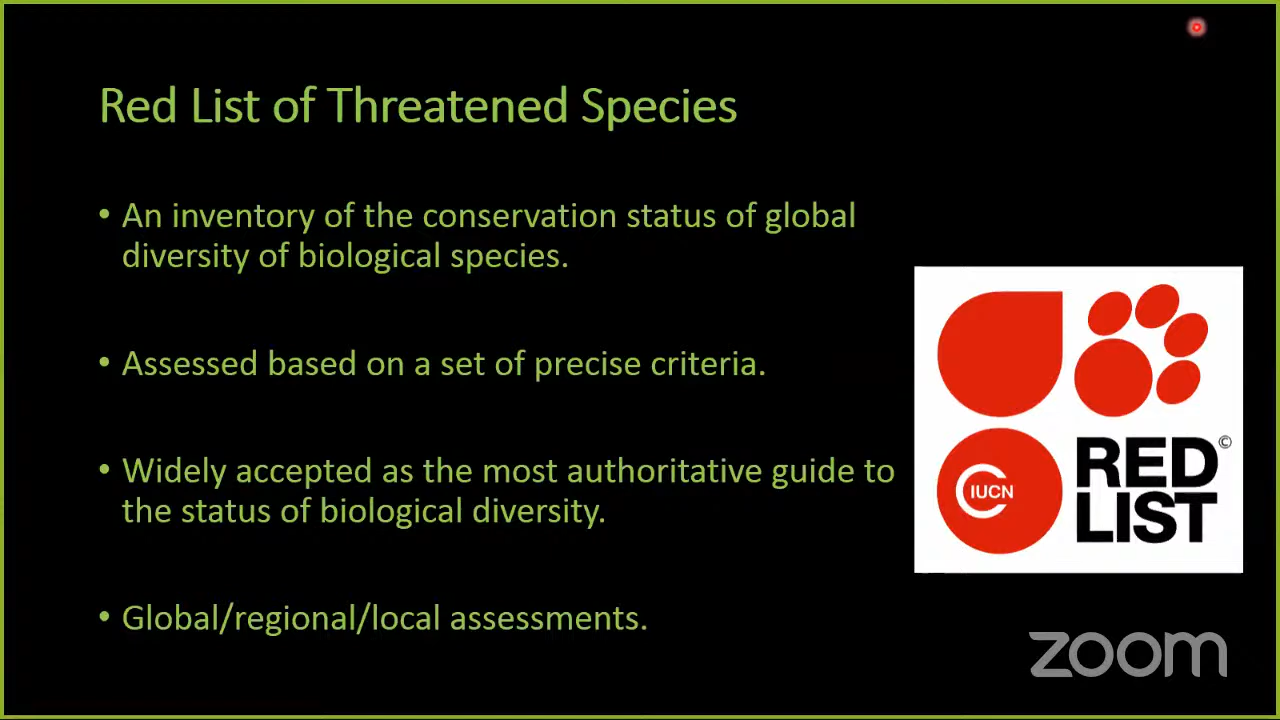 Red List of Threatened Species
• An inventory of the conservation status of global
diversity of biological species.
• Assessed based on a set of precise criteria.
• Widely accepted as the most authoritative guide to
the status of biological diversity.
• Global/regional/local assessments.
IUCN
RED©
LIST
zoom